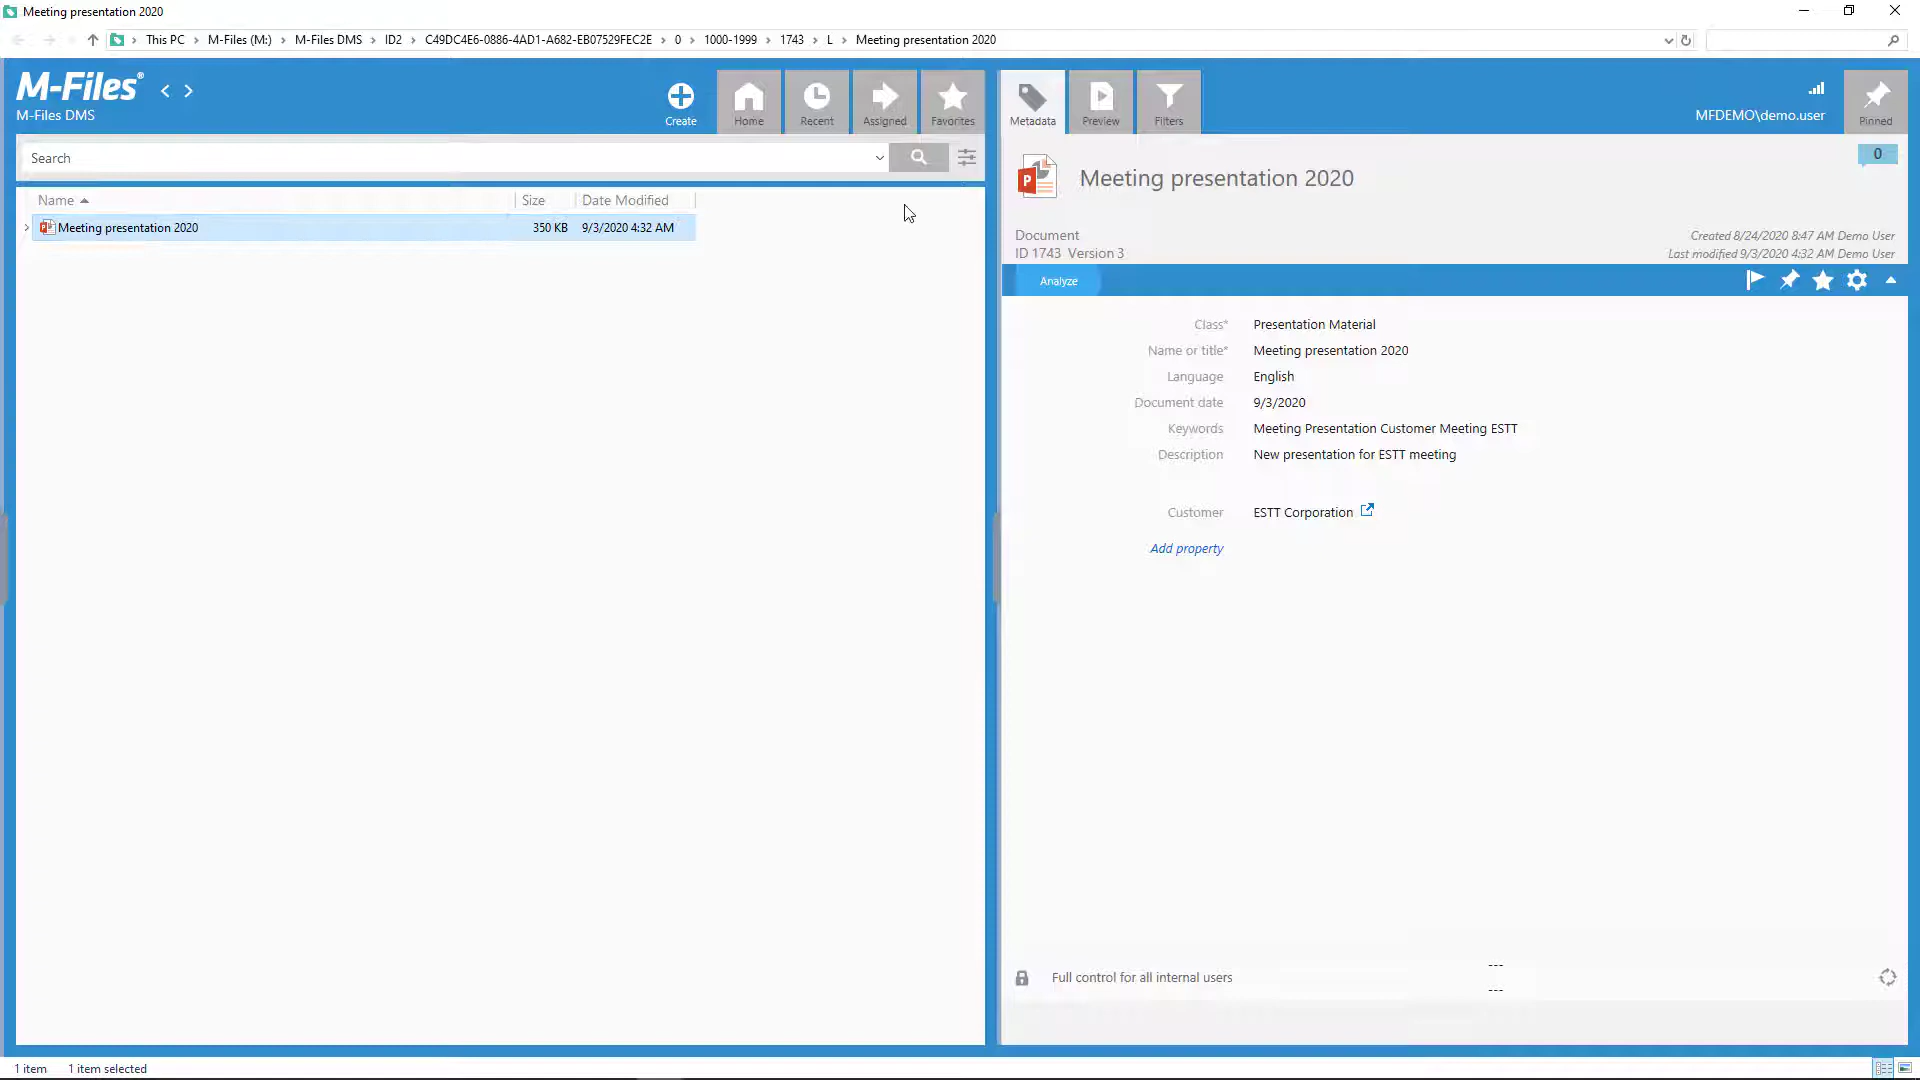 Meeting presentation 2020
This PC > M-Files (M:) > M-Files DMS > ID2 > C49DC4E6-0886-4AD1-A682-EB07529FEC2E > 0 > 1000-1999 > 1743 > L > Meeting presentation 2020
M-Files®
M-Files DMS
Create
Home
Recent
Assigned
Favorites
Search
Name
Size
Date Modified
Meeting presentation 2020
350 KB
9/3/2020 4:32 AM
Metadata
Preview
Filters
MFDEMO\demo.user
Pinned
0
Meeting presentation 2020
Document
ID 1743 Version 3
Created 8/24/2020 8:47 AM Demo User
Last modified 9/3/2020 4:32 AM Demo User
Analyze
Class* Presentation Material
Name or title* Meeting presentation 2020
Language English
Document date 9/3/2020
Keywords Meeting Presentation Customer Meeting ESTT
Description New presentation for ESTT meeting
Customer ESTT Corporation
Add property
Full control for all internal users
---
---
1 item 1 item selected